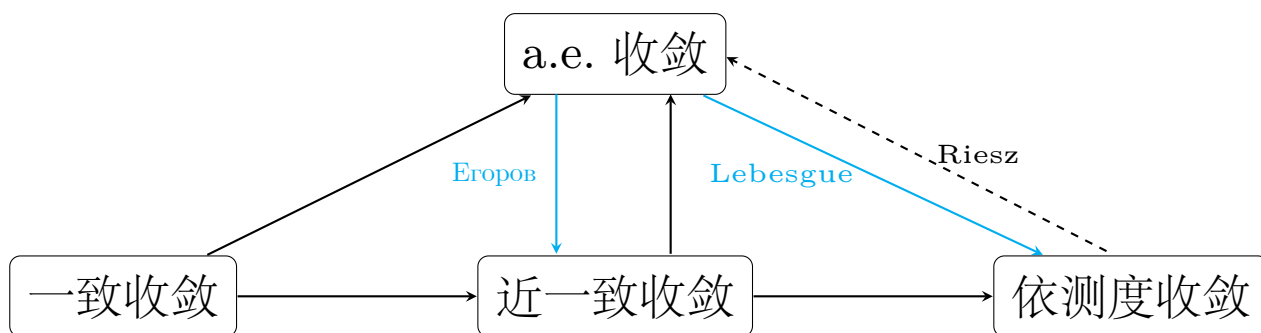 a.e. 收敛
Riesz
Егоров
Lebesgue
一致收敛
近一致收敛
依测度收敛